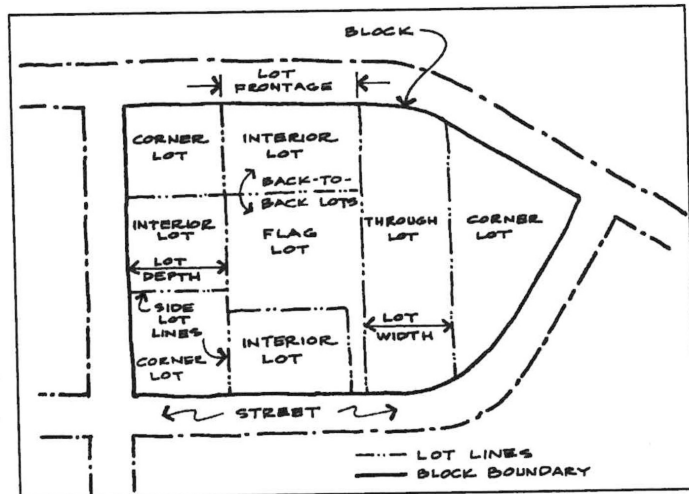 BLOCK
LOT
FRONTAGE
CORNER
LOT
INTERIOR
LOT
BACK-TO-
BACK LOTS
INTERIOR
LOT
FLAG
LOT
THROUGH
LOT
CORNER
LOT
LOT
DEPTH
SIDE
LOT
LINES
LOT
WIDTH
CORNER
LOT
INTERIOR
LOT
STREET
LOT LINES
BLOCK BOUNDARY